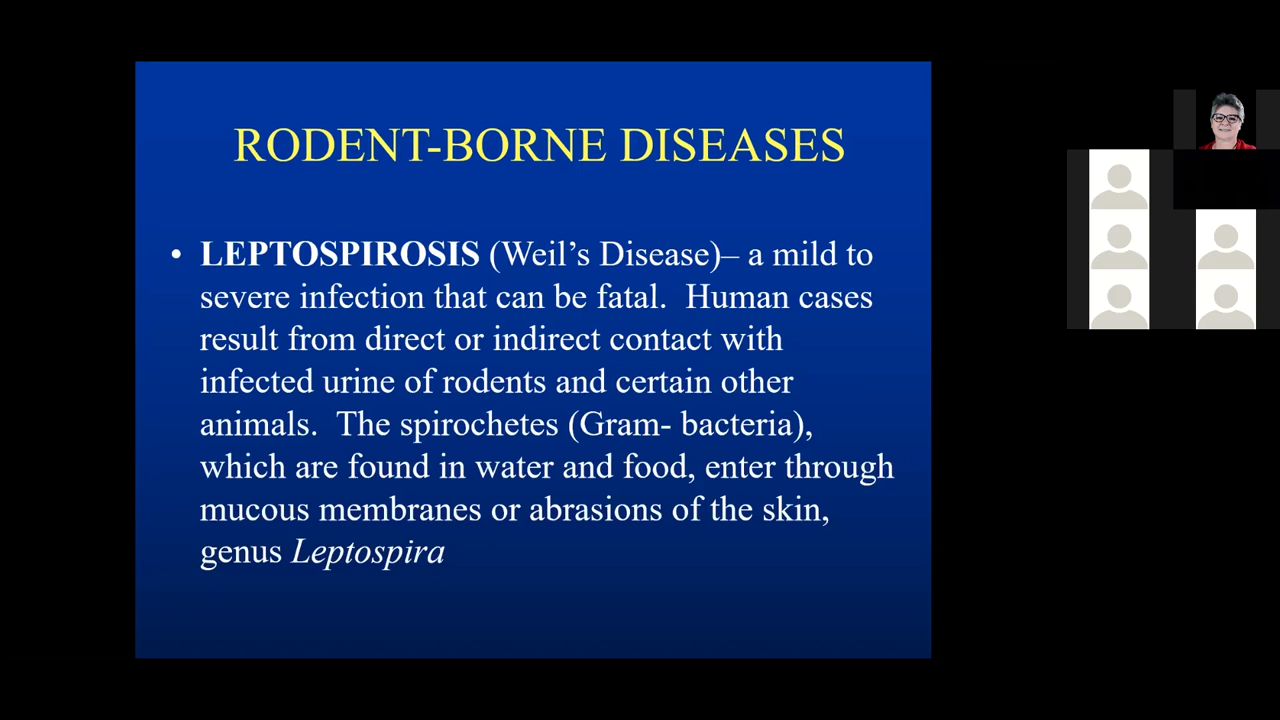 RODENT-BORNE DISEASES
• LEPTOSPIROSIS (Weil’s Disease)– a mild to
severe infection that can be fatal.  Human cases
result from direct or indirect contact with
infected urine of rodents and certain other
animals.  The spirochetes (Gram- bacteria),
which are found in water and food, enter through
mucous membranes or abrasions of the skin,
genus Leptospira